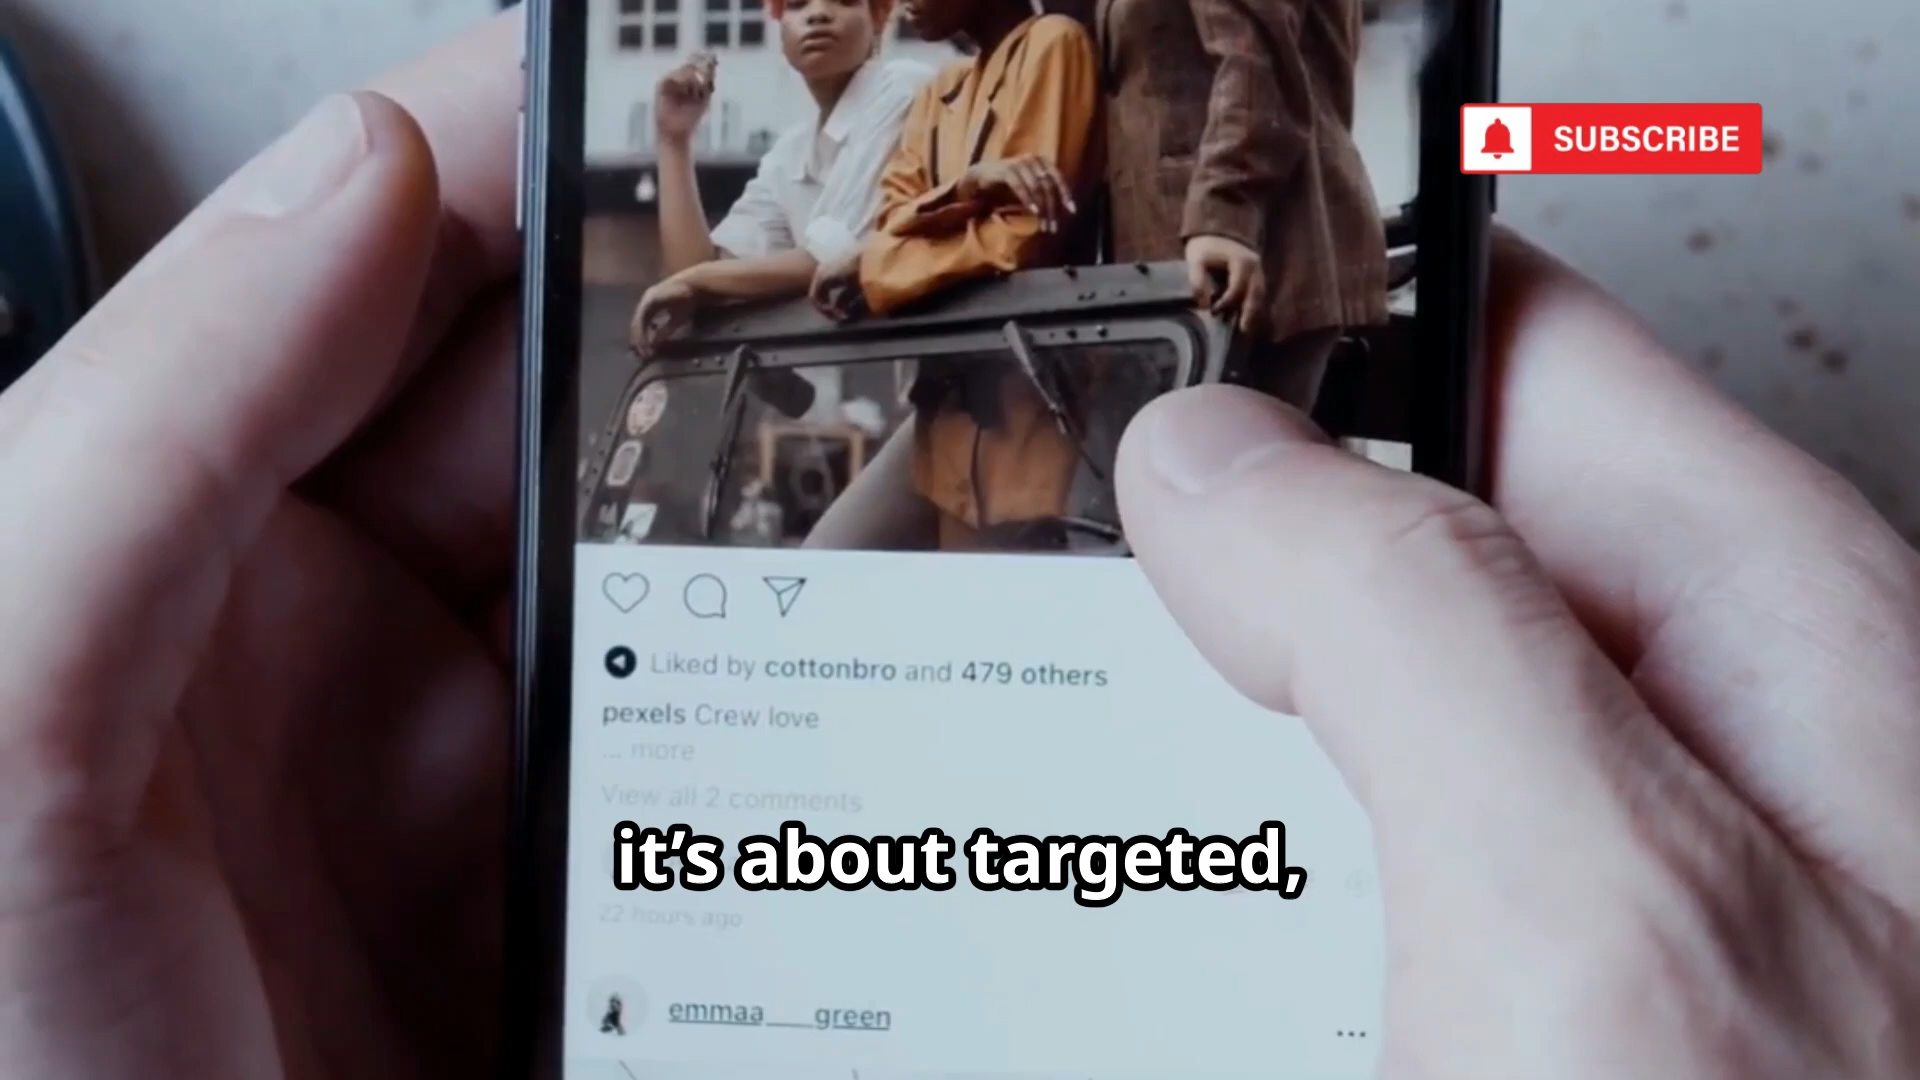 SUBSCRIBE
Liked by cottonbro and 479 others
pexels Crew love
... more
View all 2 comments
it's about targeted,
22 hours ago
emmaa___green
...